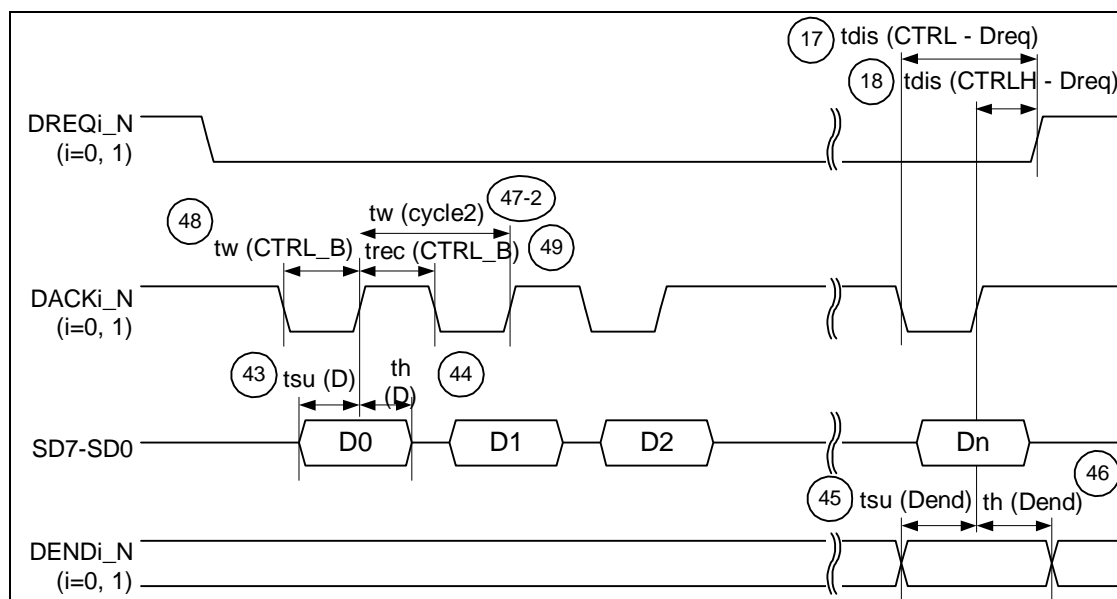 17 tdis (CTRL - Dreq)
18 tdis (CTRLH - Dreq)
DREQi_N
(i=0, 1)
48
tw (cycle2)
47-2
tw (CTRL_B)
trec (CTRL_B)
49
DACKi_N
(i=0, 1)
43
tsu (D)
th
(D)
44
SD7-SD0
D0
D1
D2
Dn
46
45
tsu (Dend)
th (Dend)
DENDi_N
(i=0, 1)